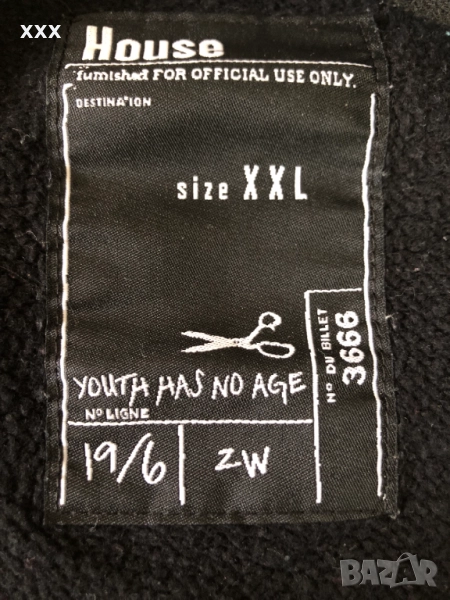 xxx
House
furnished FOR OFFICIAL USE ONLY.
DESTINATION
size XXL
YOUTH HAS NO AGE
Nº LIGNE
19/6
ZW
Nº DU BILLET
3666
BAZAR